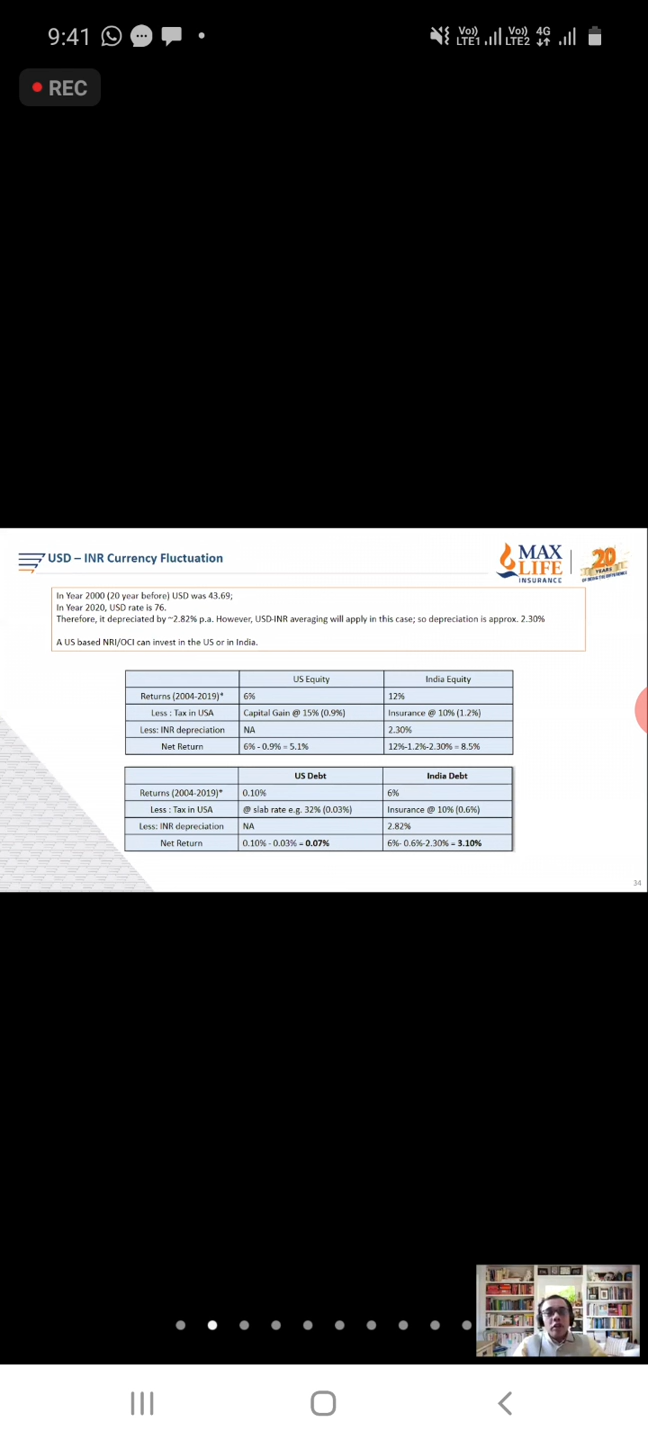 9:41
Vo)) LTE1 Vo)) LTE2 4G
REC
USD – INR Currency Fluctuation
MAX LIFE INSURANCE
20 YEARS
In Year 2000 (20 year before) USD was 43.69;
In Year 2020, USD rate is 76.
Therefore, it depreciated by ~2.82% p.a. However, USD-INR averaging will apply in this case; so depreciation is approx. 2.30%
A US based NRI/OCI can invest in the US or in India.
US Equity India Equity
Returns (2004-2019)* 6% 12%
Less : Tax in USA Capital Gain @ 15% (0.9%) Insurance @ 10% (1.2%)
Less: INR depreciation NA 2.30%
Net Return 6% - 0.9% = 5.1% 12%-1.2%-2.30% = 8.5%
US Debt India Debt
Returns (2004-2019)* 0.10% 6%
Less : Tax in USA @ slab rate e.g. 32% (0.03%) Insurance @ 10% (0.6%)
Less: INR depreciation NA 2.82%
Net Return 0.10% - 0.03% = 0.07% 6%- 0.6%-2.30% = 3.10%
34